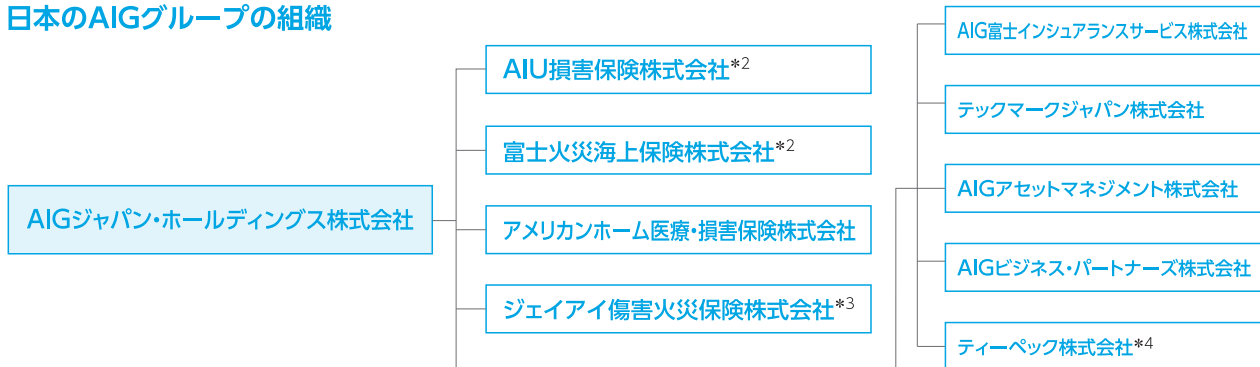 日本のAIGグループの組織
AIGジャパン・ホールディングス株式会社
AIU損害保険株式会社*2
富士火災海上保険株式会社*2
アメリカンホーム医療・損害保険株式会社
ジェイアイ傷害火災保険株式会社*3
AIG富士インシュアランスサービス株式会社
テックマークジャパン株式会社
AIGアセットマネジメント株式会社
AIGビジネス・パートナーズ株式会社
ティーペック株式会社*4